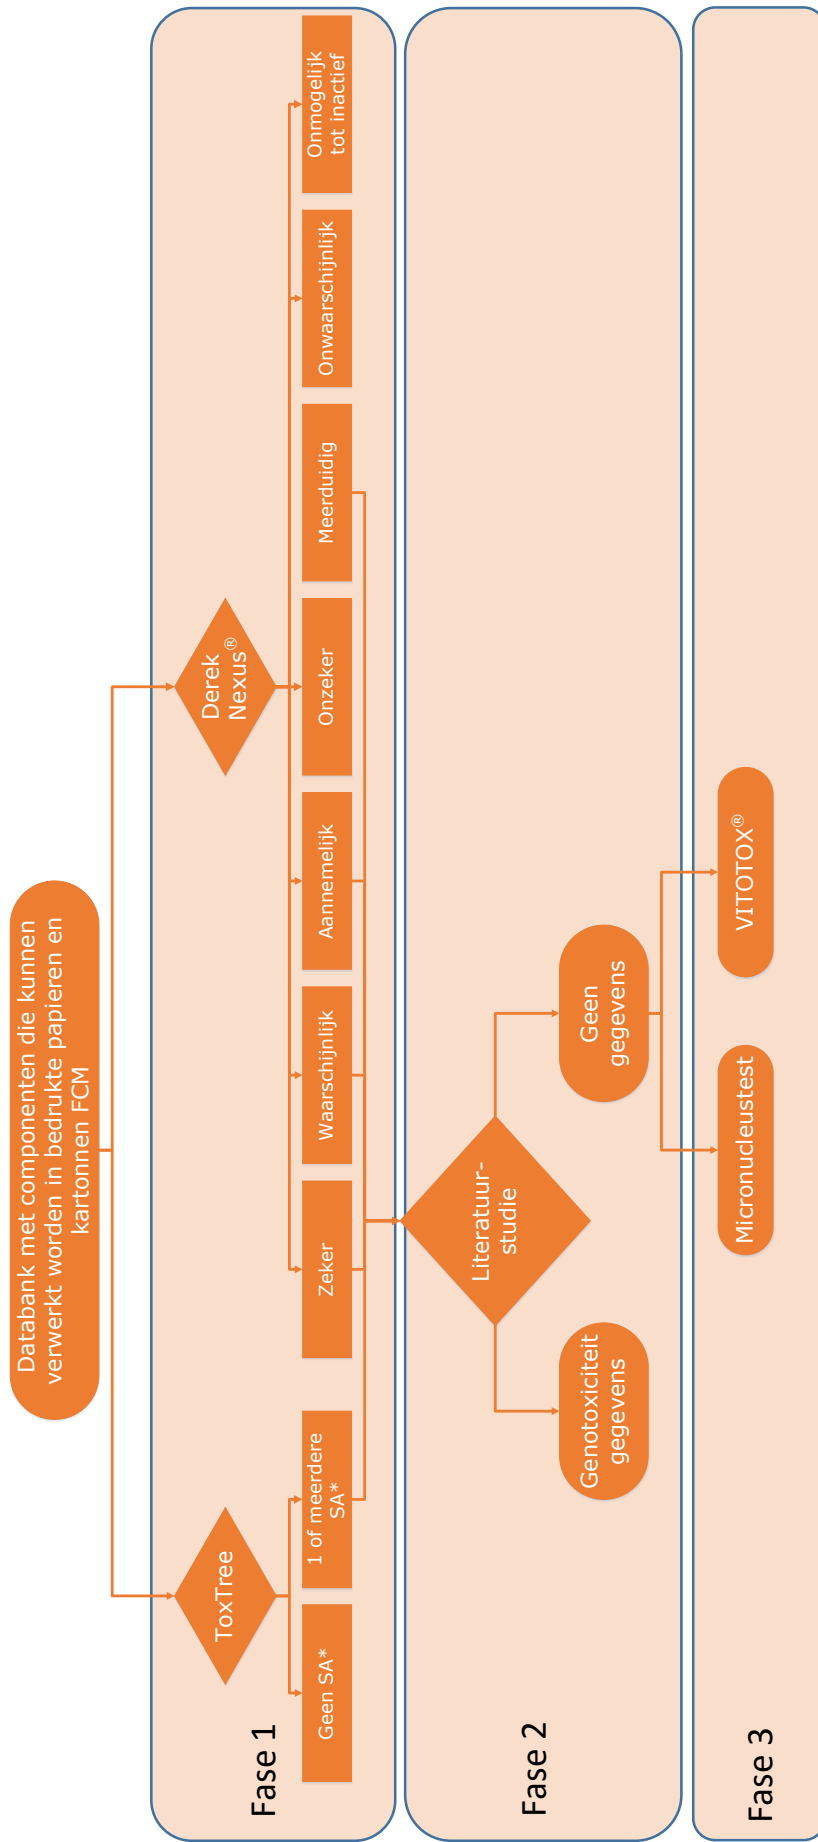 Databank met componenten die kunnen
verwerkt worden in bedrukte papieren en
kartonnen FCM
Fase 1
ToxTree
Derek
Nexus®
Geen SA*
1 of meerdere
SA*
Zeker
Waarschijnlijk
Aannemelijk
Onzeker
Meerduidig
Onwaarschijnlijk
Onmogelijk
tot inactief
Fase 2
Literatuur-
studie
Genotoxiciteit
gegevens
Geen
gegevens
Fase 3
Micronucleustest
VITOTOX®